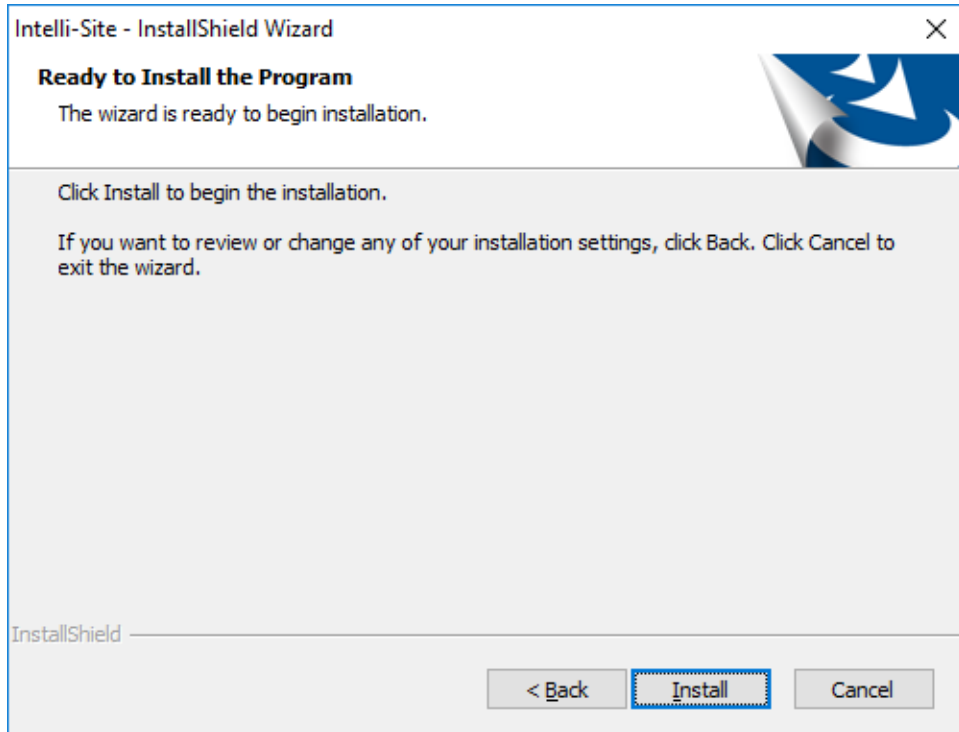 Intelli-Site - InstallShield Wizard
Ready to Install the Program
The wizard is ready to begin installation.
Click Install to begin the installation.
If you want to review or change any of your installation settings, click Back. Click Cancel to
exit the wizard.
InstallShield
< Back
Install
Cancel